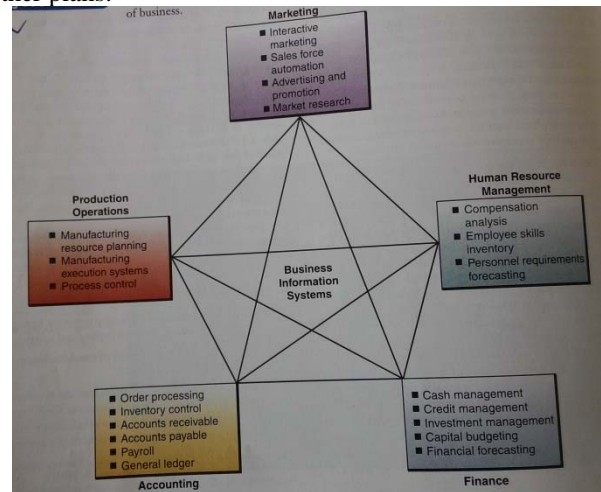 of business.
Marketing
■ Interactive
marketing
■ Sales force
automation
■ Advertising and
promotion
■ Market research
Human Resource
Management
■ Compensation
analysis
■ Employee skills
inventory
■ Personnel requirements
forecasting
Production
Operations
■ Manufacturing
resource planning
■ Manufacturing
execution systems
■ Process control
Business
Information
Systems
■ Order processing
■ Inventory control
■ Accounts receivable
■ Accounts payable
■ Payroll
■ General ledger
Accounting
■ Cash management
■ Credit management
■ Investment management
■ Capital budgeting
■ Financial forecasting
Finance